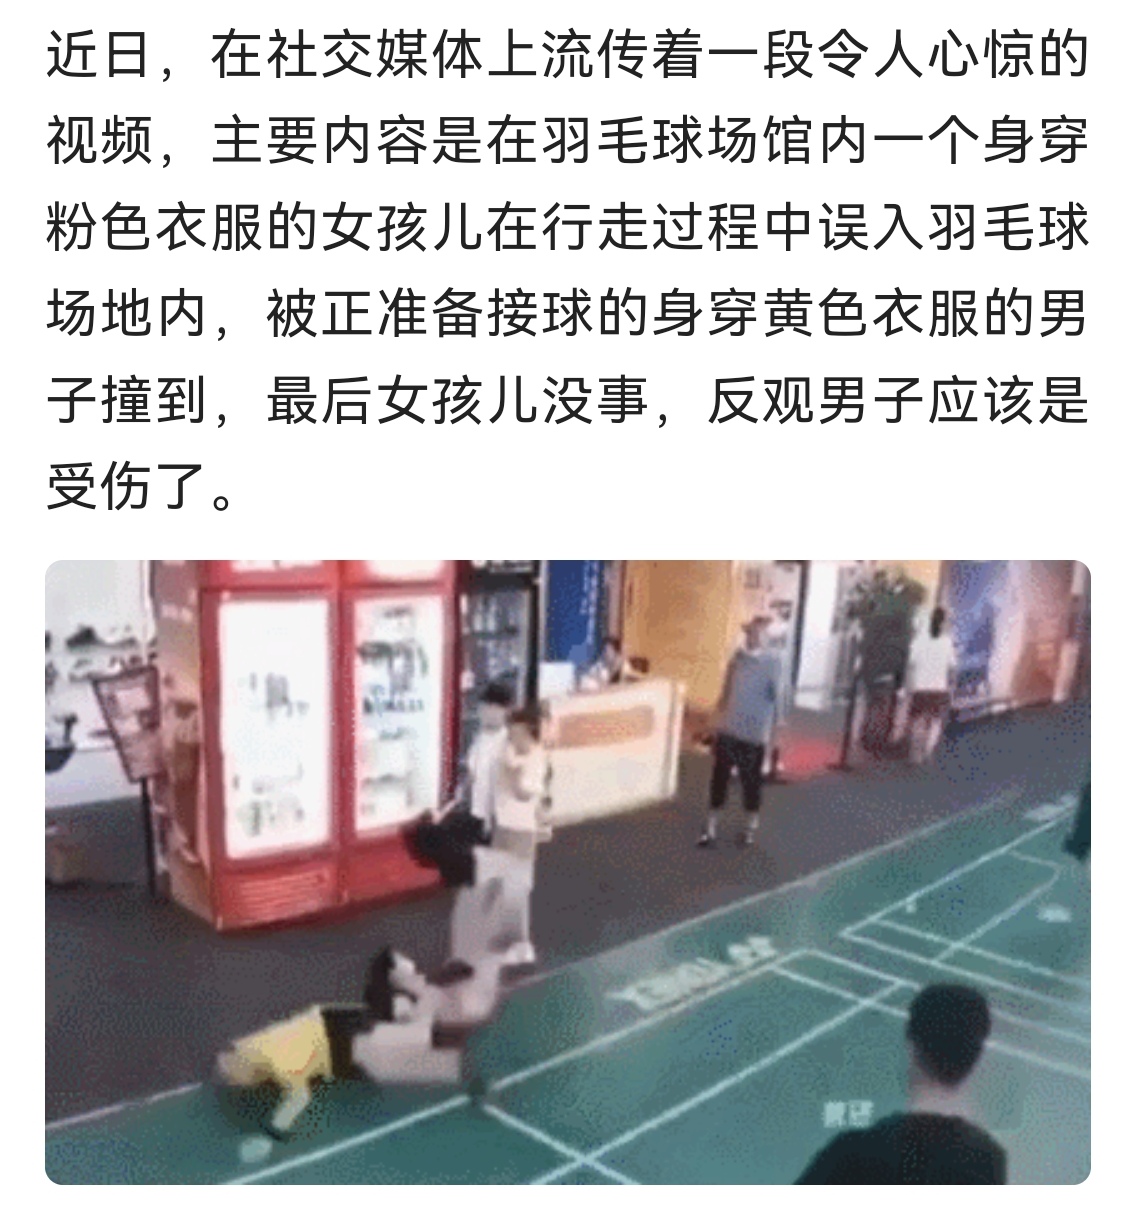 近日，在社交媒体上流传着一段令人心惊的
视频，主要内容是在羽毛球场馆内一个身穿
粉色衣服的女孩儿在行走过程中误入羽毛球
场地内，被正准备接球的身穿黄色衣服的男
子撞到，最后女孩儿没事，反观男子应该是
受伤了。